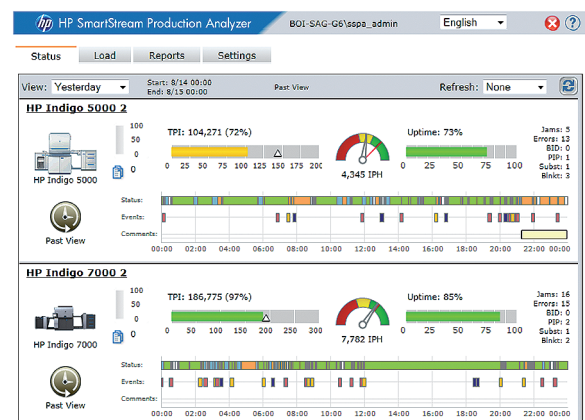 hp HP SmartStream Production Analyzer BOI-SAG-G6\sspa_admin English
Status Load Reports Settings
View: Yesterday Start: 8/14 00:00 Past View Refresh: None
End: 8/15 00:00
HP Indigo 5000 2
100 TPI: 104,271 (72%) Uptime: 73% Jams: 5
50 Errors: 13
0 BID: 0
PIP: 1
Subst: 1
Blnkt: 3
0 25 50 75 100 125 150 175 200
0 25 50 75 100
HP Indigo 5000 4,345 IPH
Status:
Events:
Past View Comments:
00:00 02:00 04:00 06:00 08:00 10:00 12:00 14:00 16:00 18:00 20:00 22:00 00:00
HP Indigo 7000 2
100 TPI: 186,775 (97%) Uptime: 85% Jams: 16
50 Errors: 15
0 BID: 0
PIP: 2
Subst: 1
Blnkt: 2
0 50 100 150 200 250 300
0 25 50 75 100
HP Indigo 7000 7,782 IPH
Status:
Events:
Past View Comments:
00:00 02:00 04:00 06:00 08:00 10:00 12:00 14:00 16:00 18:00 20:00 22:00 00:00